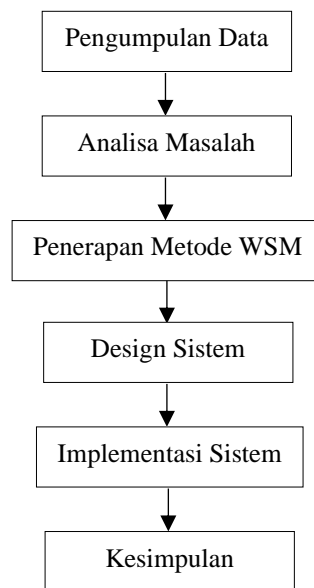 Pengumpulan Data
Analisa Masalah
Penerapan Metode WSM
Design Sistem
Implementasi Sistem
Kesimpulan